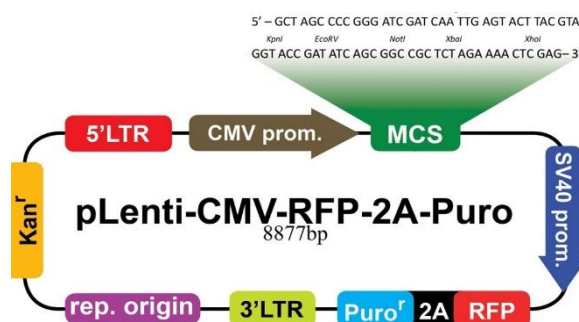 5' – GCT AGC CCC GGG ATC GAT CAA TTG AGT ACT TAC GTA
KpnI EcoRV NotI XbaI XhoI
GGT ACC GAT ATC AGC GGC CGC TCT AGA AAA CTC GAG– 3
5'LTR
CMV prom.
MCS
SV40 prom.
Kanr
pLenti-CMV-RFP-2A-Puro
8877bp
rep. origin
3'LTR
Puror
2A
RFP